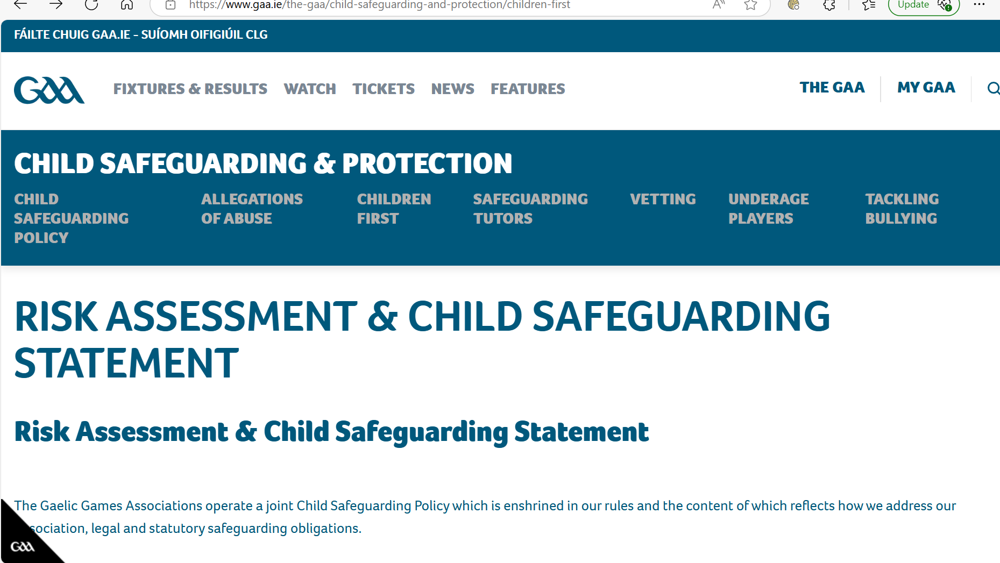 https://www.gaa.ie/the-gaa/child-safeguarding-and-protection/children-first
Update
FÁILTE CHUIG GAA.IE - SUÍOMH OIFIGIÚIL CLG
GAA
FIXTURES & RESULTS WATCH TICKETS NEWS FEATURES THE GAA MY GAA
CHILD SAFEGUARDING & PROTECTION
CHILD SAFEGUARDING POLICY
ALLEGATIONS OF ABUSE
CHILDREN FIRST
SAFEGUARDING TUTORS
VETTING
UNDERAGE PLAYERS
TACKLING BULLYING
RISK ASSESSMENT & CHILD SAFEGUARDING
STATEMENT
Risk Assessment & Child Safeguarding Statement
The Gaelic Games Associations operate a joint Child Safeguarding Policy which is enshrined in our rules and the content of which reflects how we address our
sociation, legal and statutory safeguarding obligations.
GAA